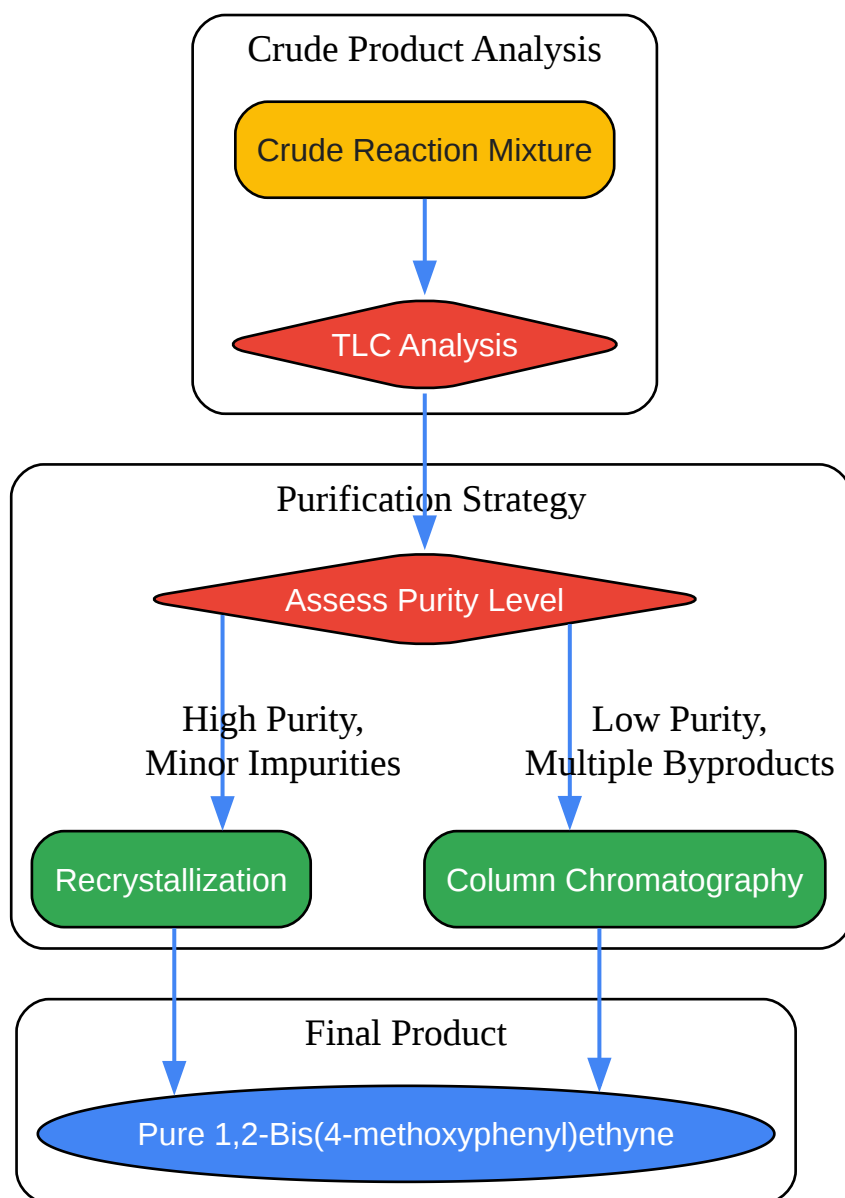 Crude Product Analysis
Crude Reaction Mixture
TLC Analysis
Purification Strategy
Assess Purity Level
High Purity,
Minor Impurities
Low Purity,
Multiple Byproducts
Recrystallization
Column Chromatography
Final Product
Pure 1,2-Bis(4-methoxyphenyl)ethyne